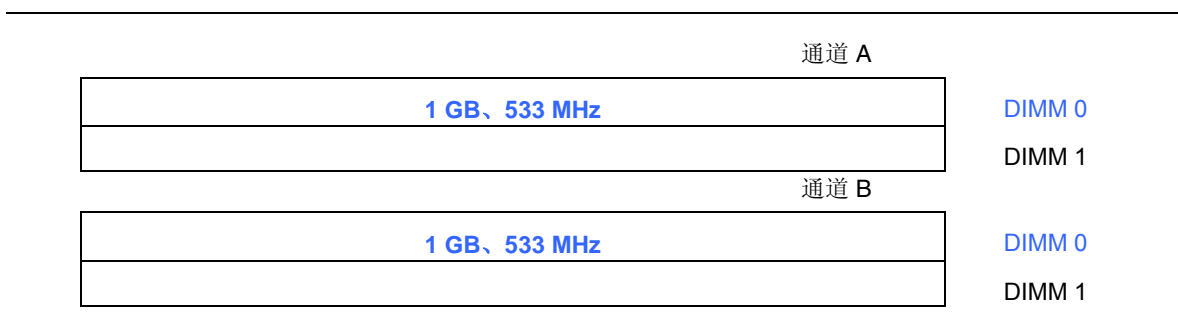 通道 A
1 GB、533 MHz
DIMM 0
DIMM 1
通道 B
1 GB、533 MHz
DIMM 0
DIMM 1